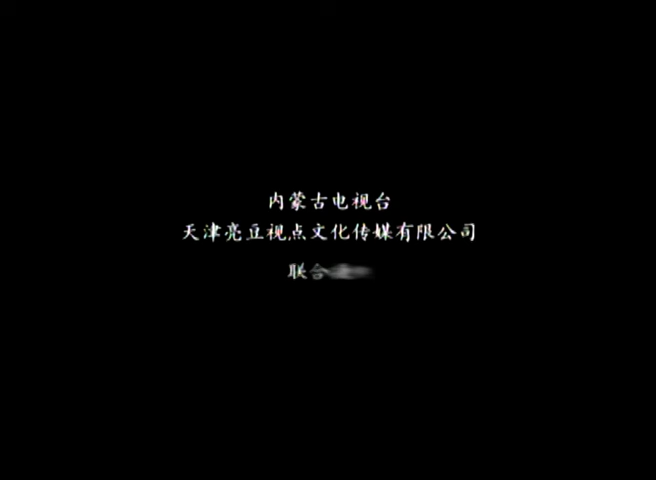 内蒙古电视台
天津亮豆视点文化传媒有限公司
联合